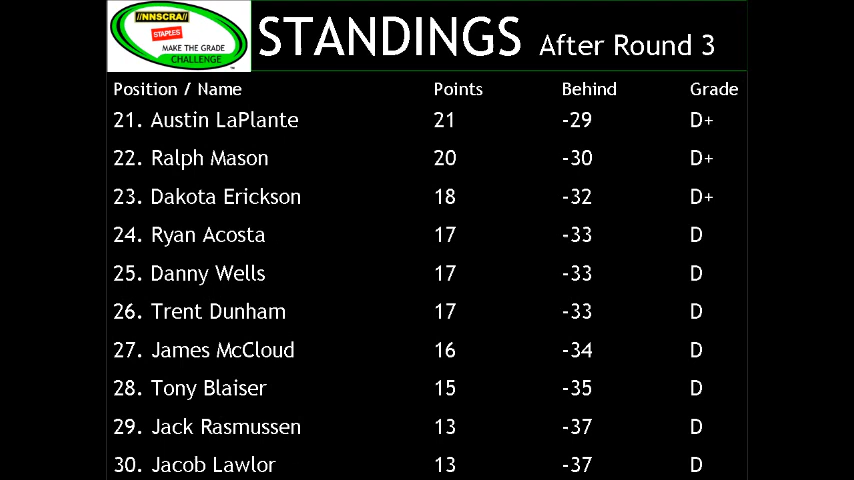 //NNSCRA//
STAPLES
MAKE THE GRADE
CHALLENGE
STANDINGS After Round 3
Position / Name Points Behind Grade
21. Austin LaPlante 21 -29 D+
22. Ralph Mason 20 -30 D+
23. Dakota Erickson 18 -32 D+
24. Ryan Acosta 17 -33 D
25. Danny Wells 17 -33 D
26. Trent Dunham 17 -33 D
27. James McCloud 16 -34 D
28. Tony Blaiser 15 -35 D
29. Jack Rasmussen 13 -37 D
30. Jacob Lawlor 13 -37 D